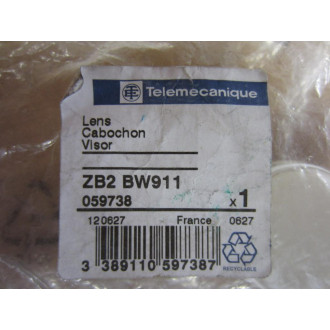 Telemecanique
Lens
Cabochon
Visor
ZB2 BW911
059738 x1
120627 France 0627
3 389110 597387
RECYCLABLE